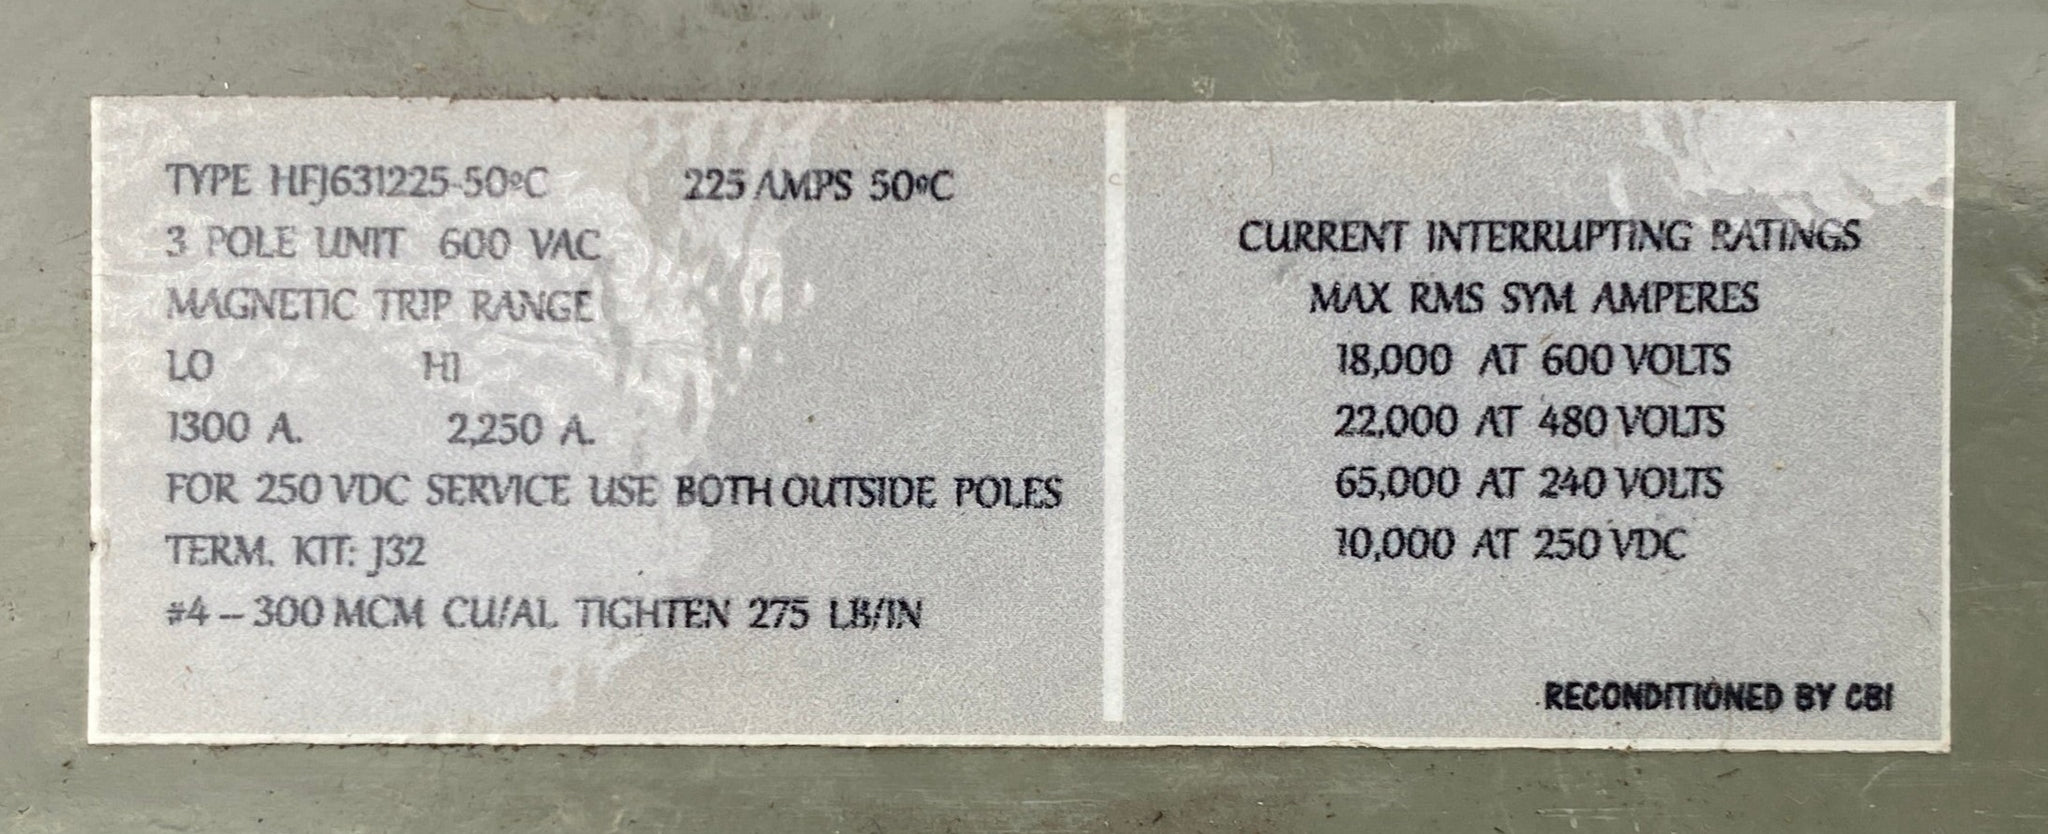 TYPE HFJ631225-50ºC 225 AMPS 50ºC
3 POLE UNIT 600 VAC
MAGNETIC TRIP RANGE
LO HI
1300 A. 2,250 A.
FOR 250 VDC SERVICE USE BOTH OUTSIDE POLES
TERM. KIT: J32
#4 – 300 MCM CU/AL TIGHTEN 275 LB/IN
CURRENT INTERRUPTING RATINGS
MAX RMS SYM AMPERES
18,000 AT 600 VOLTS
22,000 AT 480 VOLTS
65,000 AT 240 VOLTS
10,000 AT 250 VDC
RECONDITIONED BY CBI